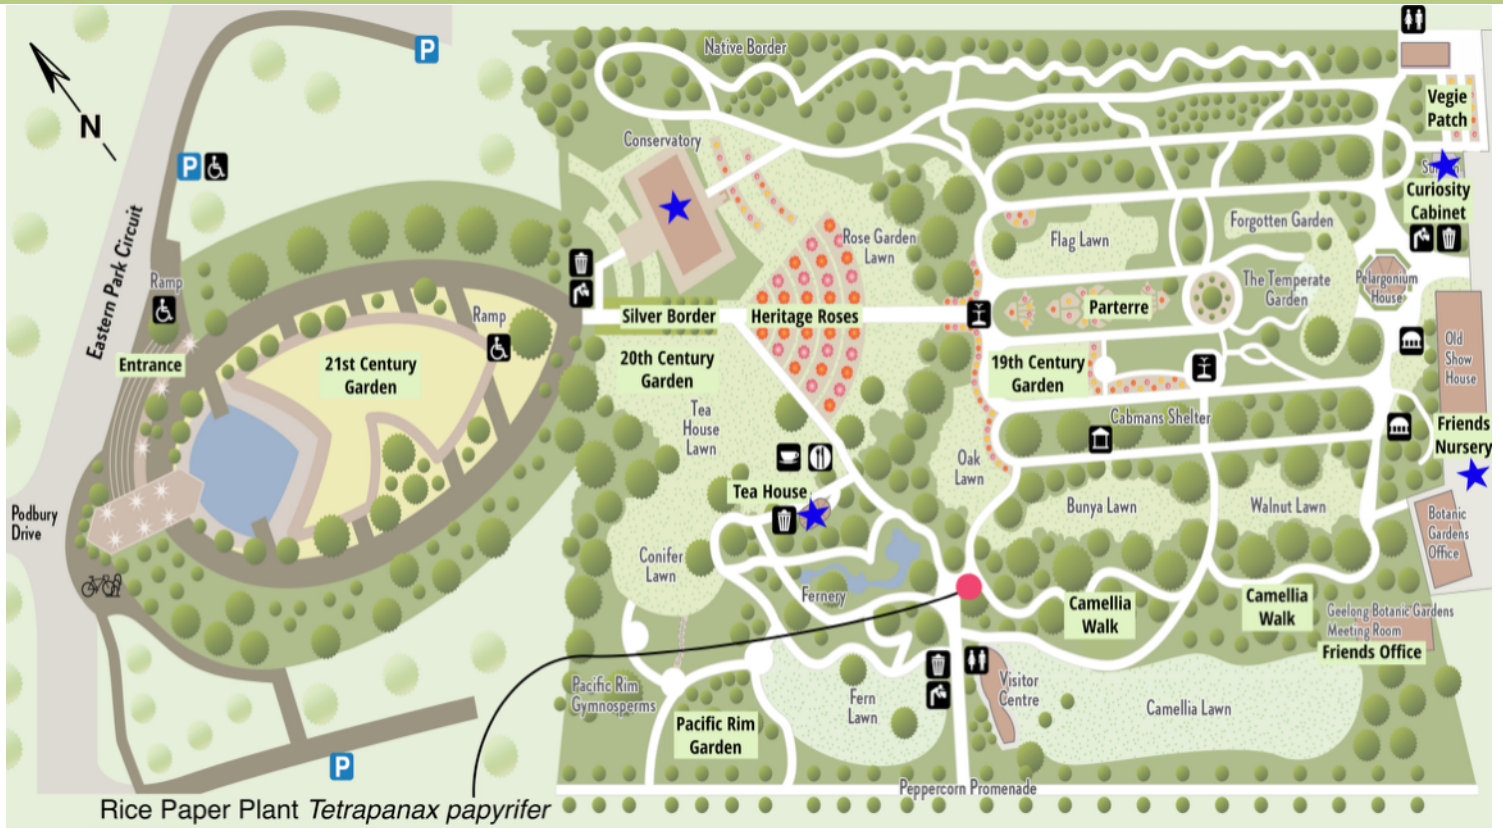 P
Native Border
Vegie
Patch
N
Conservatory
P
Curiosity
Cabinet
Eastern Park Circuit
Ramp
Rose Garden
Lawn
Flag Lawn
Forgotten Garden
The Temperate
Garden
Pelargonium
House
Silver Border
Heritage Roses
Parterre
Ramp
Entrance
21st Century
Garden
20th Century
Garden
19th Century
Garden
Old
Show
House
Tea
House
Lawn
Cabmans Shelter
Friends
Nursery
Oak
Lawn
Tea House
Bunya Lawn
Walnut Lawn
Podbury
Drive
Botanic
Gardens
Office
Conifer
Lawn
Fernery
Camellia
Walk
Camellia
Walk
Geelong Botanic Gardens
Meeting Room
Friends Office
Pacific Rim
Gymnosperms
Visitor
Centre
Fern
Lawn
Camellia Lawn
Pacific Rim
Garden
P
Peppercorn Promenade
Rice Paper Plant Tetrapanax papyrifer